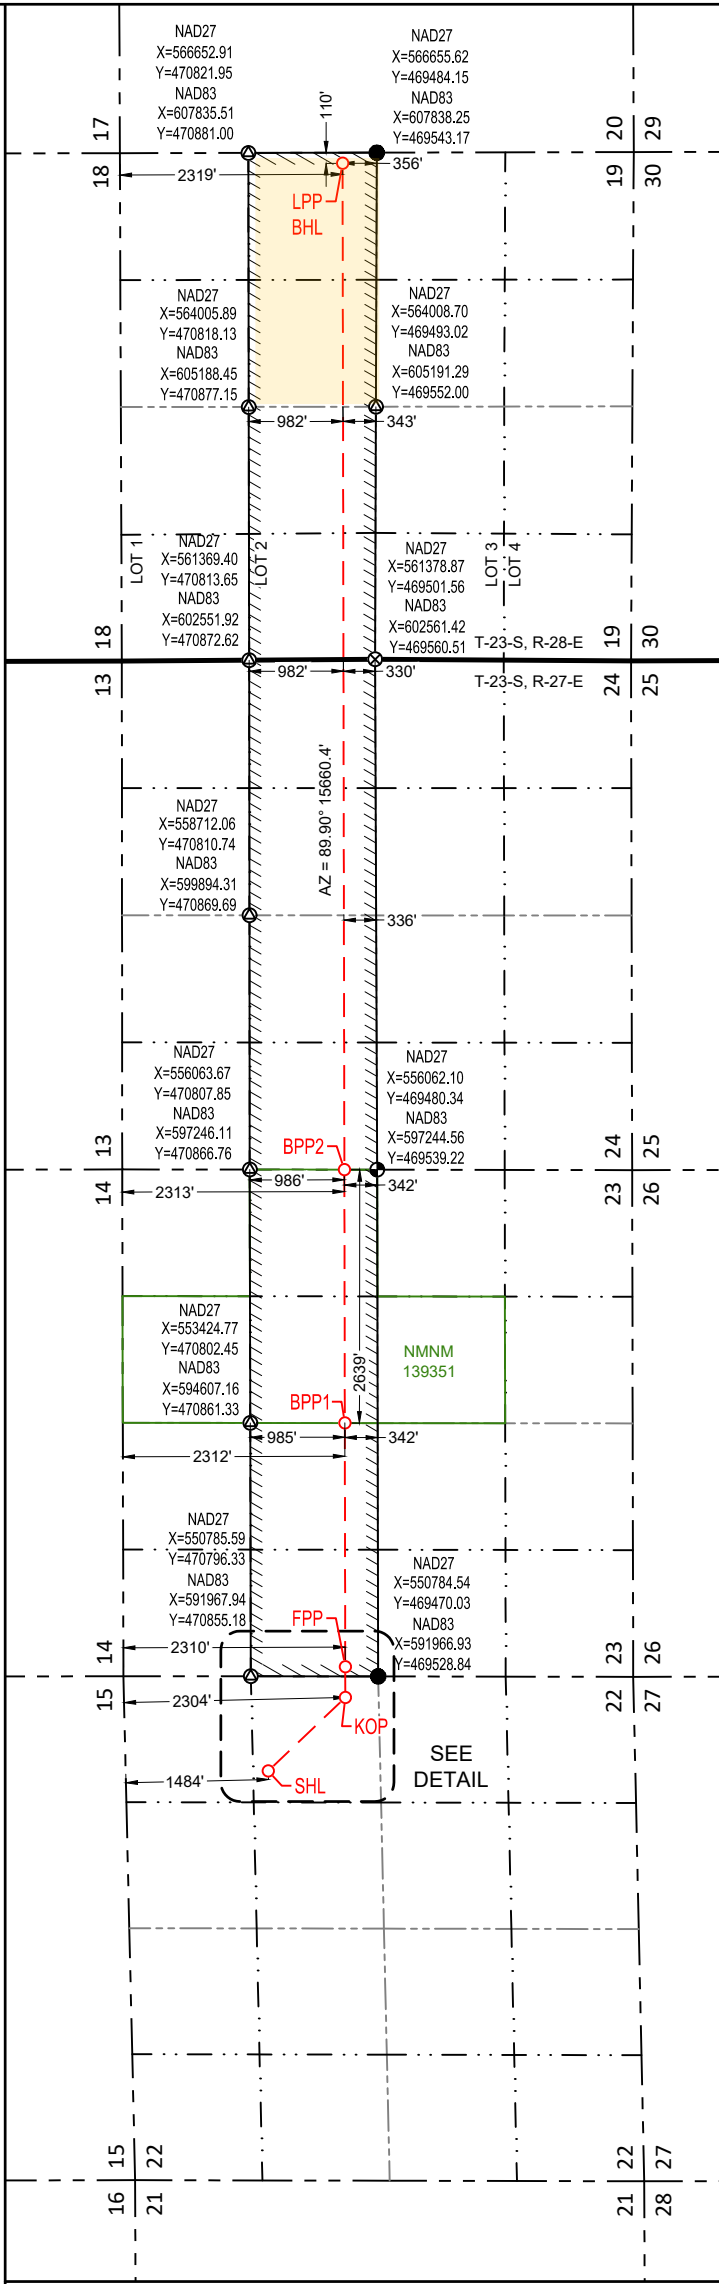 NAD27
X=566652.91
Y=470821.95
NAD83
X=607835.51
Y=470881.00
NAD27
X=566655.62
Y=469484.15
NAD83
X=607838.25
Y=469543.17
110'
17
18
20
29
19
30
2319'
356'
LPP
BHL
NAD27
X=564005.89
Y=470818.13
NAD83
X=605188.45
Y=470877.15
NAD27
X=564008.70
Y=469493.02
NAD83
X=605191.29
Y=469552.00
982'
343'
LOT 1
NAD27
X=561369.40
Y=470813.65
NAD83
X=602551.92
Y=470872.62
LOT 2
NAD27
X=561378.87
Y=469501.56
NAD83
X=602561.42
Y=469560.51
LOT 3
LOT 4
T-23-S, R-28-E
T-23-S, R-27-E
18
13
19
30
24
25
982'
330'
AZ = 89.90° 15660.4'
NAD27
X=558712.06
Y=470810.74
NAD83
X=599894.31
Y=470869.69
336'
NAD27
X=556063.67
Y=470807.85
NAD83
X=597246.11
Y=470866.76
NAD27
X=556062.10
Y=469480.34
NAD83
X=597244.56
Y=469539.22
BPP2
13
14
24
25
23
26
986'
342'
2313'
NAD27
X=553424.77
Y=470802.45
NAD83
X=594607.16
Y=470861.33
2639'
NMNM
139351
BPP1
985'
342'
2312'
NAD27
X=550785.59
Y=470796.33
NAD83
X=591967.94
Y=470855.18
NAD27
X=550784.54
Y=469470.03
NAD83
X=591966.93
Y=469528.84
FPP
14
15
23
26
22
27
2310'
2304'
KOP
SEE
DETAIL
1484'
SHL
15
22
16
21
22
27
21
28